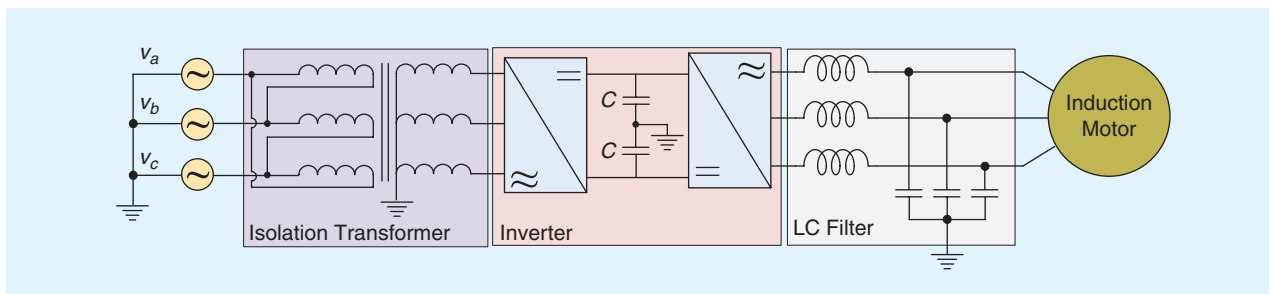 va
vb
vc
C
C
Induction
Motor
Isolation Transformer
Inverter
LC Filter